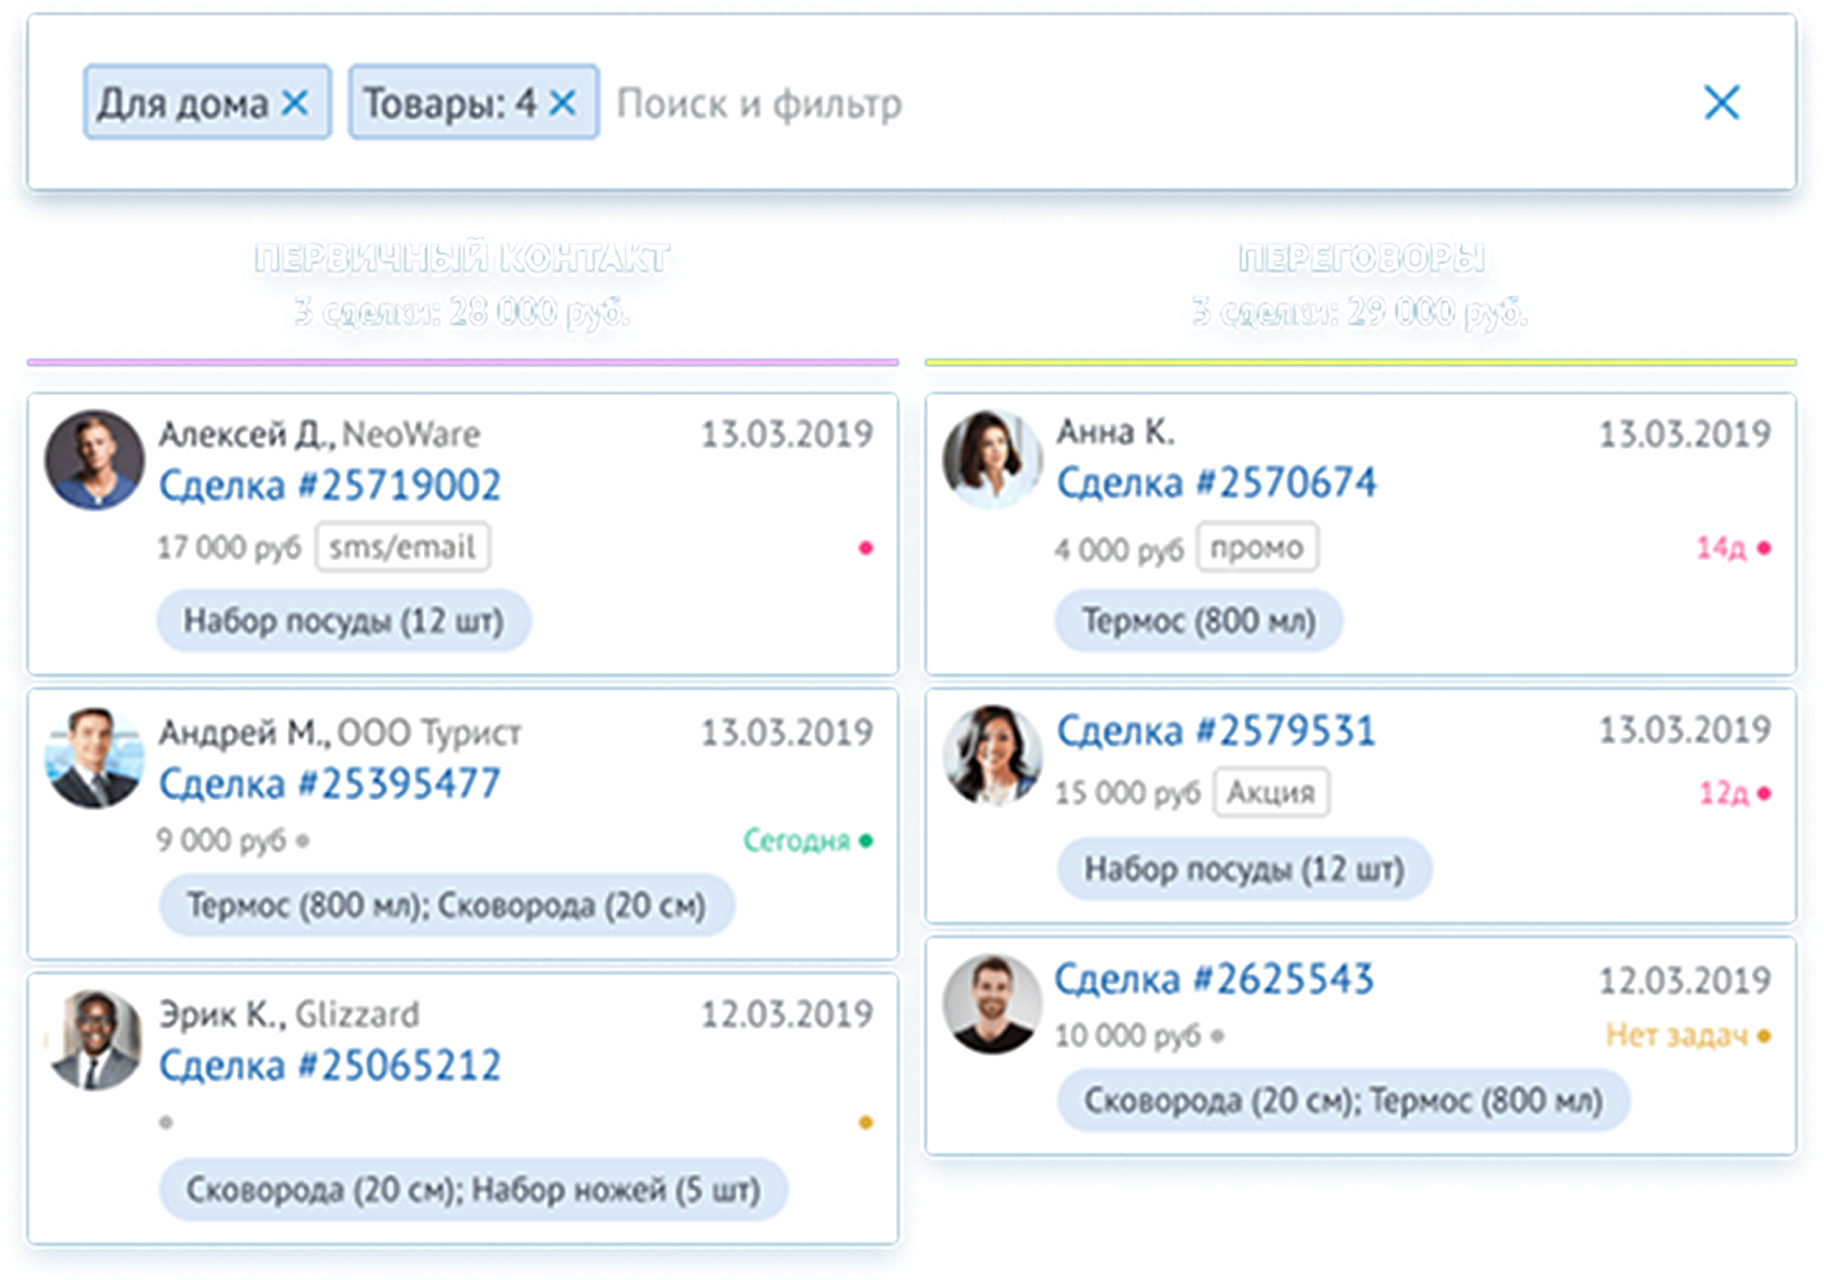 Для дома × Товары: 4 × Поиск и фильтр ×
ПЕРВИЧНЫЙ КОНТАКТ
3 сделки: 28 000 руб.
Алексей Д., NeoWare 13.03.2019
Сделка #25719002
17 000 руб sms/email
Набор посуды (12 шт)
Андрей М., ООО Турист 13.03.2019
Сделка #25395477
9 000 руб Сегодня
Термос (800 мл); Сковорода (20 см)
Эрик К., Glizzard 12.03.2019
Сделка #25065212
Сковорода (20 см); Набор ножей (5 шт)
ПЕРЕГОВОРЫ
3 сделки: 29 000 руб.
Анна К. 13.03.2019
Сделка #2570674
4 000 руб промо 14д
Термос (800 мл)
Сделка #2579531 13.03.2019
15 000 руб Акция 12д
Набор посуды (12 шт)
Сделка #2625543 12.03.2019
10 000 руб Нет задач
Сковорода (20 см); Термос (800 мл)